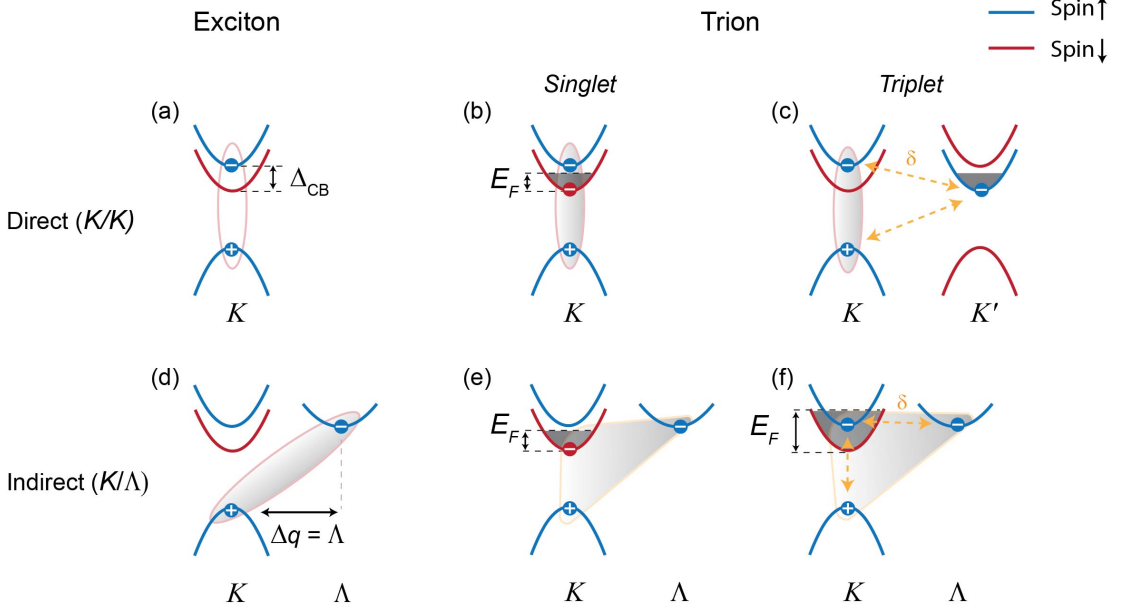 Exciton
Trion
Spin↑
Spin↓
Singlet
Triplet
(a)
(b)
(c)
Δ_CB
E_F
δ
Direct (K/K)
K
K
K
K′
(d)
(e)
(f)
E_F
E_F
δ
Indirect (K/Λ)
Δq = Λ
K
Λ
K
Λ
K
Λ